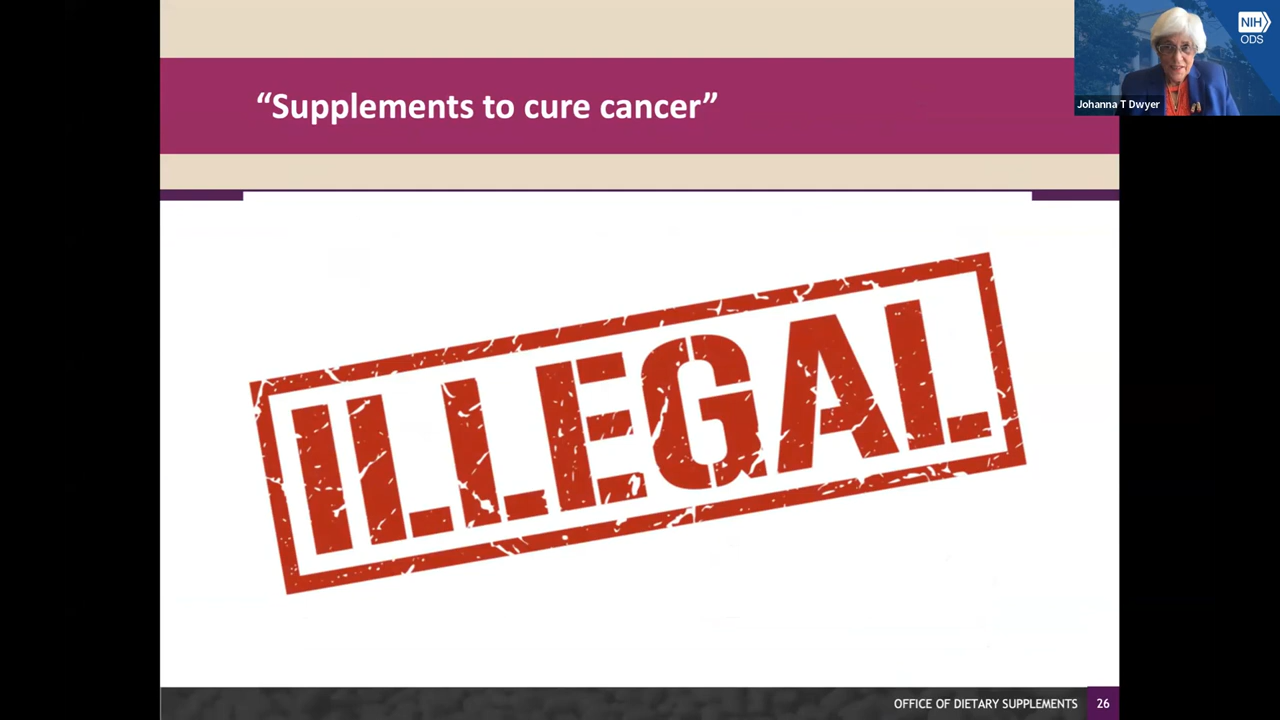 “Supplements to cure cancer”
NIH
ODS
Johanna T Dwyer
ILLEGAL
OFFICE OF DIETARY SUPPLEMENTS 26